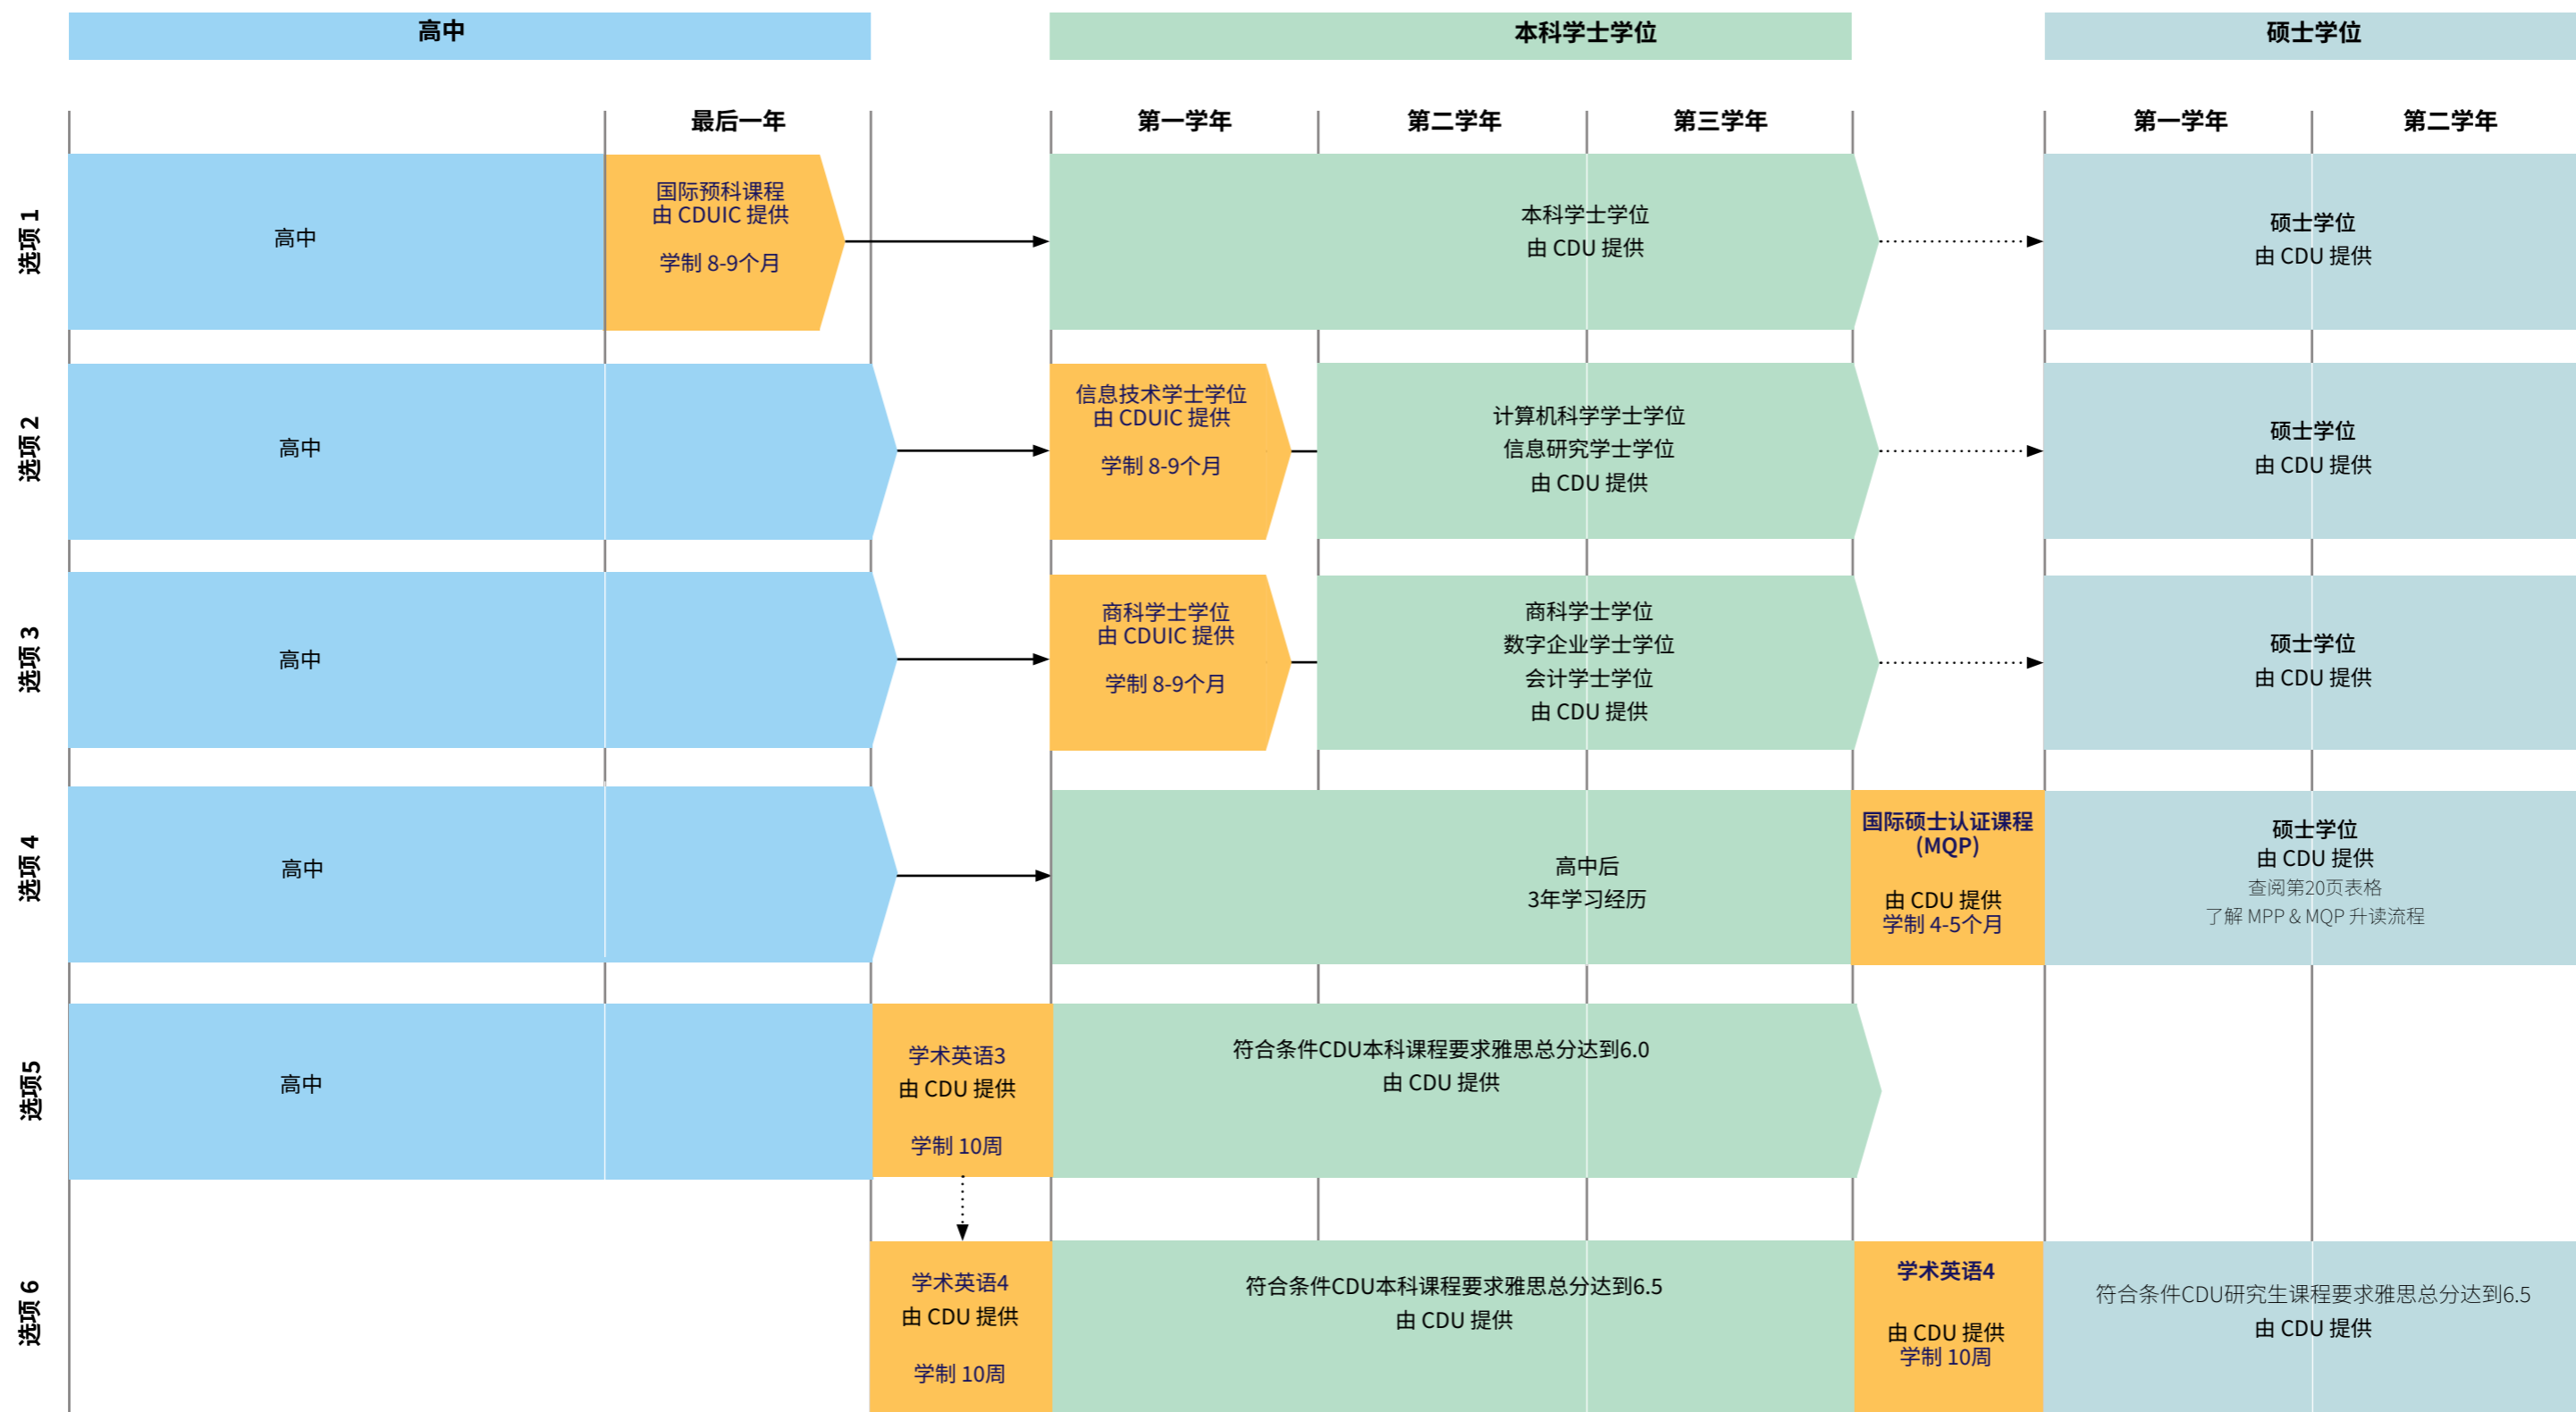 高中
本科学士学位
硕士学位
最后一年
第一学年
第二学年
第三学年
第一学年
第二学年
选项 1
高中
国际预科课程
由 CDUIC 提供
学制 8-9个月
本科学士学位
由 CDU 提供
硕士学位
由 CDU 提供
选项 2
高中
信息技术学士学位
由 CDUIC 提供
学制 8-9个月
计算机科学学士学位
信息研究学士学位
由 CDU 提供
硕士学位
由 CDU 提供
选项 3
高中
商科学士学位
由 CDUIC 提供
学制 8-9个月
商科学士学位
数字企业学士学位
会计学士学位
由 CDU 提供
硕士学位
由 CDU 提供
选项 4
高中
高中后
3年学习经历
国际硕士认证课程
(MQP)
由 CDU 提供
学制 4-5个月
硕士学位
由 CDU 提供
查阅第20页表格
了解 MPP & MQP 升读流程
选项5
高中
学术英语3
由 CDU 提供
学制 10周
符合条件CDU本科课程要求雅思总分达到6.0
由 CDU 提供
选项 6
学术英语4
由 CDU 提供
学制 10周
符合条件CDU本科课程要求雅思总分达到6.5
由 CDU 提供
学术英语4
由 CDU 提供
学制 10周
符合条件CDU研究生课程要求雅思总分达到6.5
由 CDU 提供